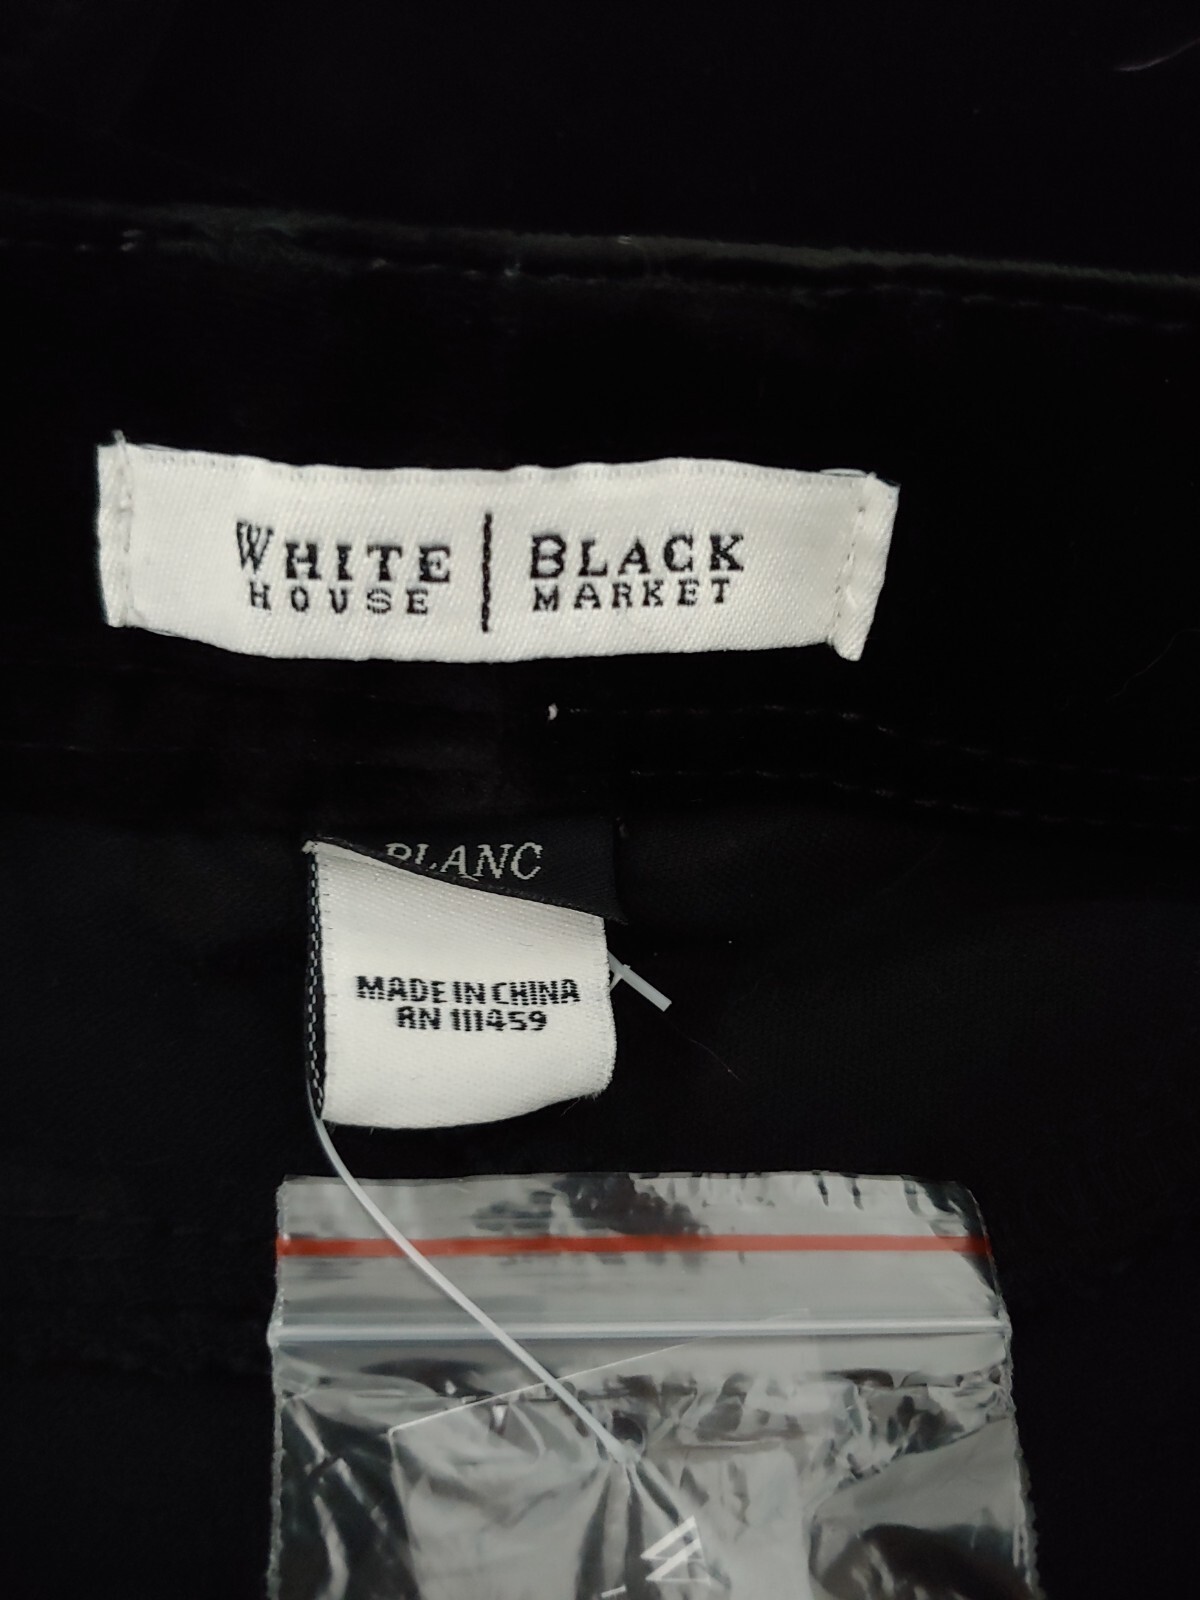 WHITE | BLACK
HOUSE | MARKET
BLANC
MADE IN CHINA
RN 111459